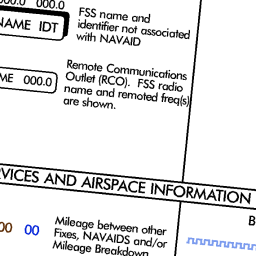 000.0 000.0
NAME IDT
FSS name and
identifier not associated
with NAVAID
ME 000.0
Remote Communications
Outlet (RCO). FSS radio
name and remoted freq(s)
are shown.
AND AIRSPACE INFORMATION
00 00
Mileage between other
Fixes, NAVAIDS and/or
Mileage Breakdown
B